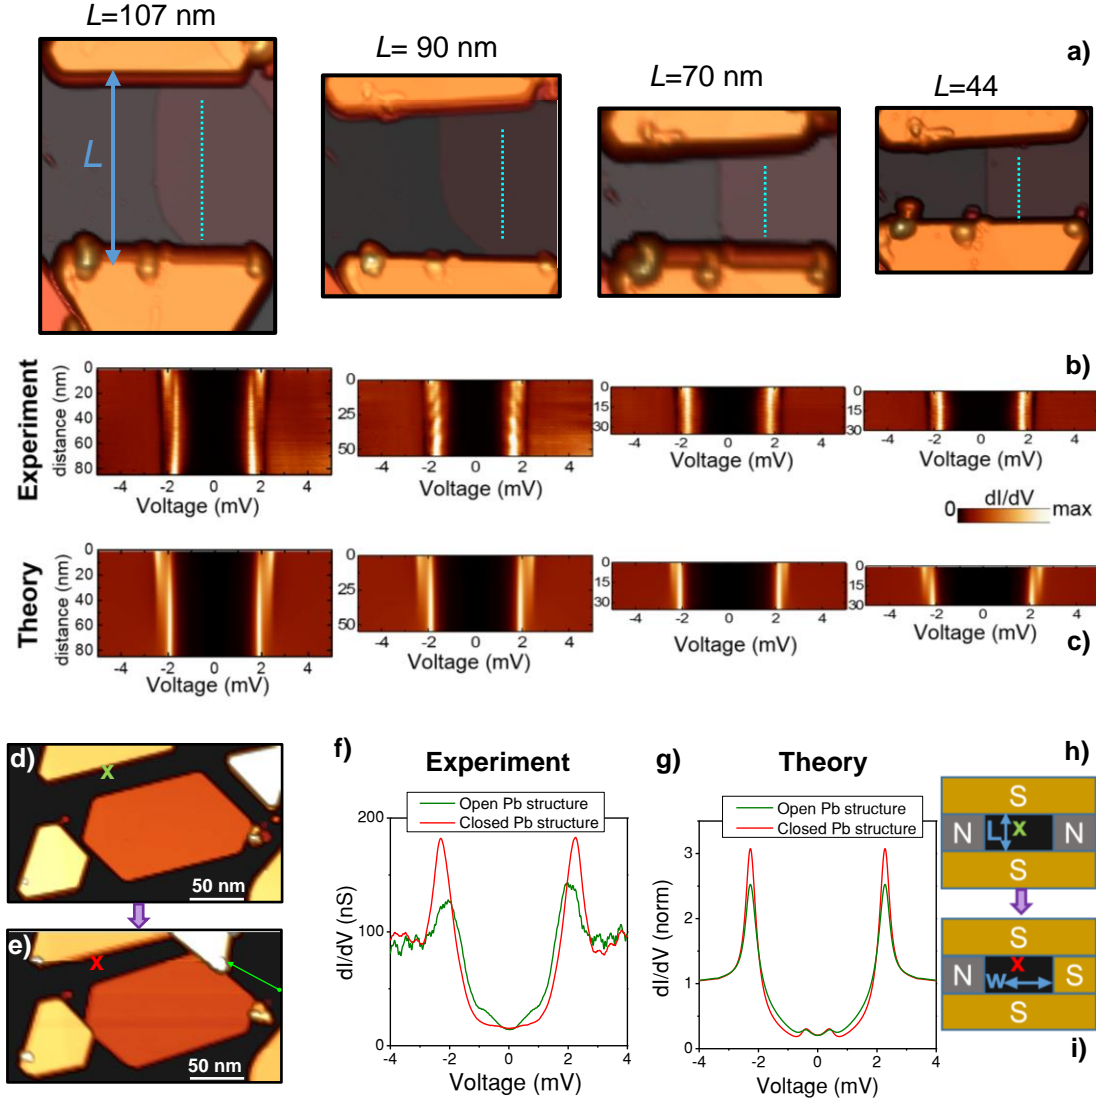 L=107 nm
L= 90 nm
L=70 nm
L=44
a)
L
Experiment
distance (nm)
0
20
40
60
80
-4 -2 0 2 4
Voltage (mV)
0
25
50
-4 -2 0 2 4
Voltage (mV)
0
15
30
-4 -2 0 2 4
Voltage (mV)
0
15
30
-4 -2 0 2 4
Voltage (mV)
b)
dI/dV
0 max
Theory
distance (nm)
0
20
40
60
80
-4 -2 0 2 4
Voltage (mV)
0
25
50
-4 -2 0 2 4
Voltage (mV)
0
15
30
-4 -2 0 2 4
Voltage (mV)
0
15
30
-4 -2 0 2 4
Voltage (mV)
c)
d)
x
50 nm
e)
x
50 nm
f)
Experiment
Open Pb structure
Closed Pb structure
200
100
0
dI/dV (nS)
-4 -2 0 2 4
Voltage (mV)
g)
Theory
Open Pb structure
Closed Pb structure
3
2
1
0
dI/dV (norm)
-4 -2 0 2 4
Voltage (mV)
h)
S
N L x N
S
S
N x w S
S
i)